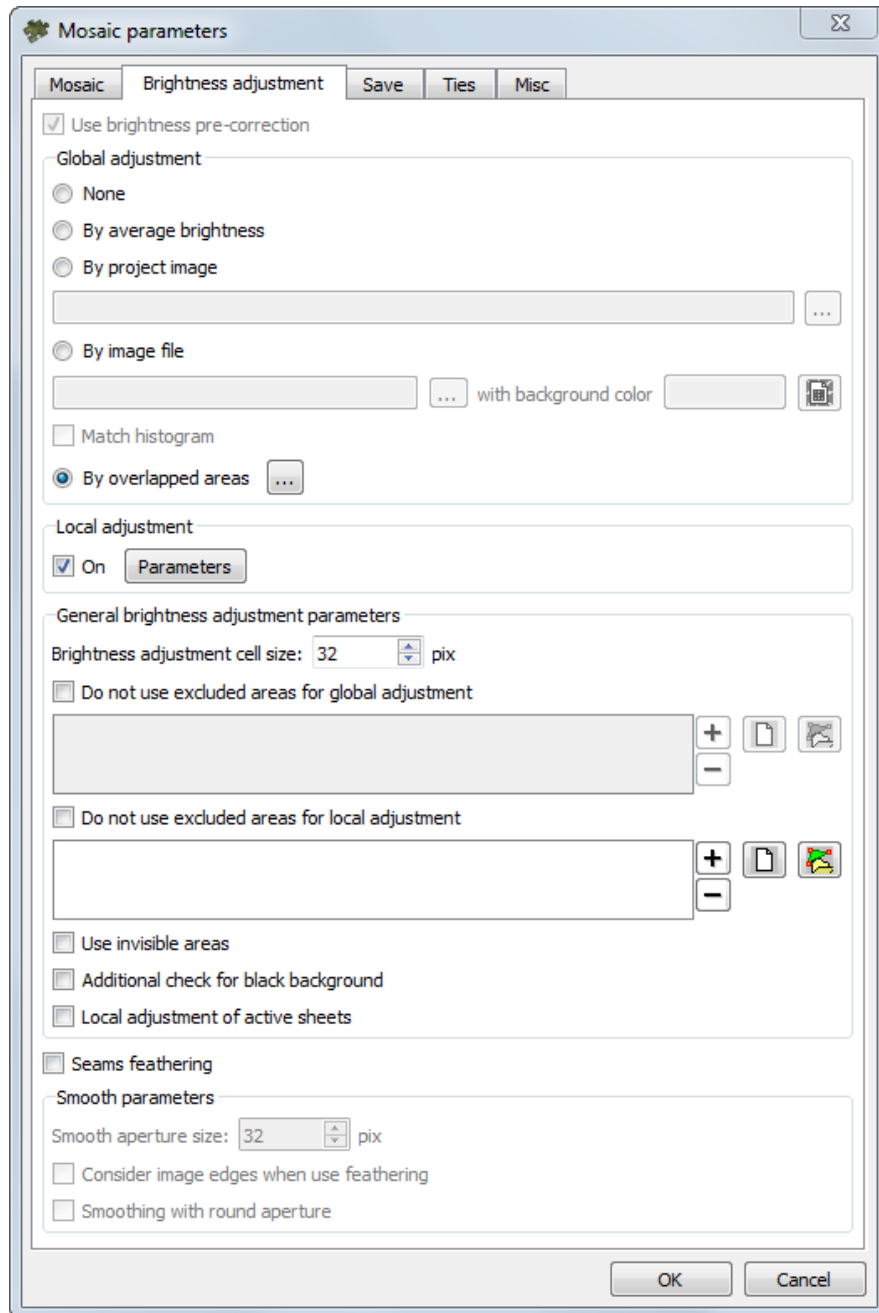 Mosaic parameters
Mosaic Brightness adjustment Save Ties Misc
Use brightness pre-correction
Global adjustment
None
By average brightness
By project image
...
By image file
... with background color
Match histogram
By overlapped areas ...
Local adjustment
On Parameters
General brightness adjustment parameters
Brightness adjustment cell size: 32 pix
Do not use excluded areas for global adjustment
Do not use excluded areas for local adjustment
Use invisible areas
Additional check for black background
Local adjustment of active sheets
Seams feathering
Smooth parameters
Smooth aperture size: 32 pix
Consider image edges when use feathering
Smoothing with round aperture
OK Cancel